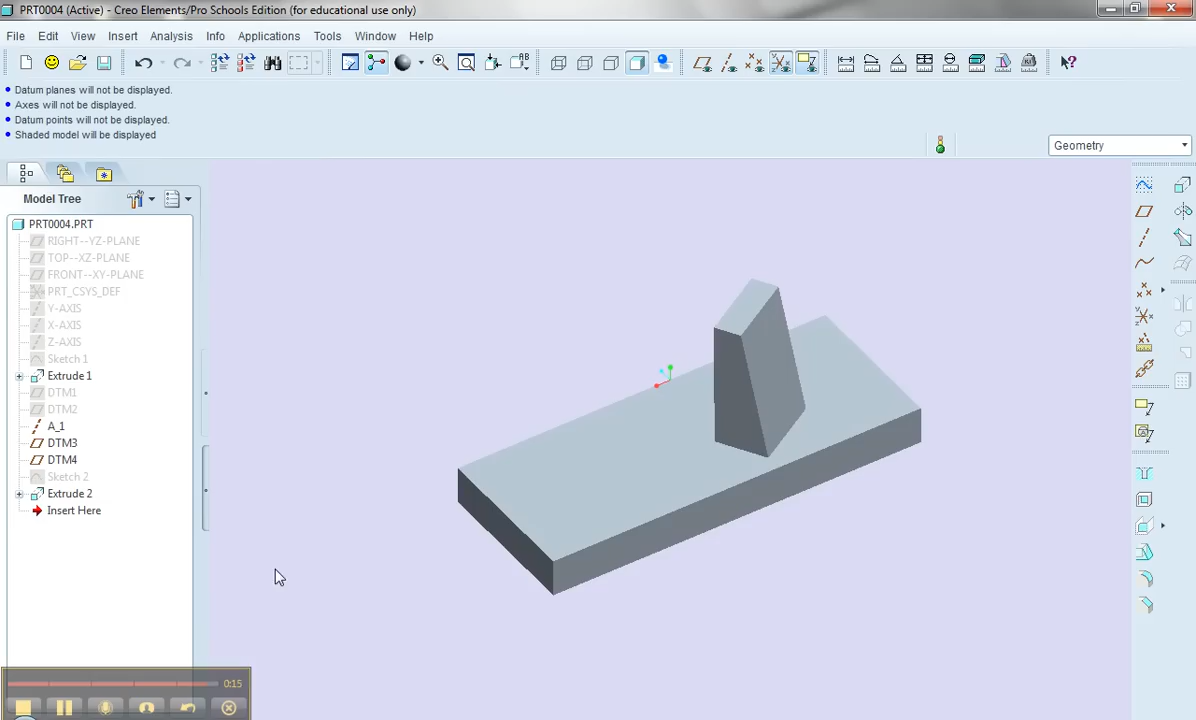 PRT0004 (Active) - Creo Elements/Pro Schools Edition (for educational use only)
File Edit View Insert Analysis Info Applications Tools Window Help
Datum planes will not be displayed.
Axes will not be displayed.
Datum points will not be displayed.
Shaded model will be displayed
Geometry
Model Tree
PRT0004.PRT
RIGHT--YZ-PLANE
TOP--XZ-PLANE
FRONT--XY-PLANE
PRT_CSYS_DEF
Y-AXIS
X-AXIS
Z-AXIS
Sketch 1
Extrude 1
DTM1
DTM2
A_1
DTM3
DTM4
Sketch 2
Extrude 2
Insert Here
0:15